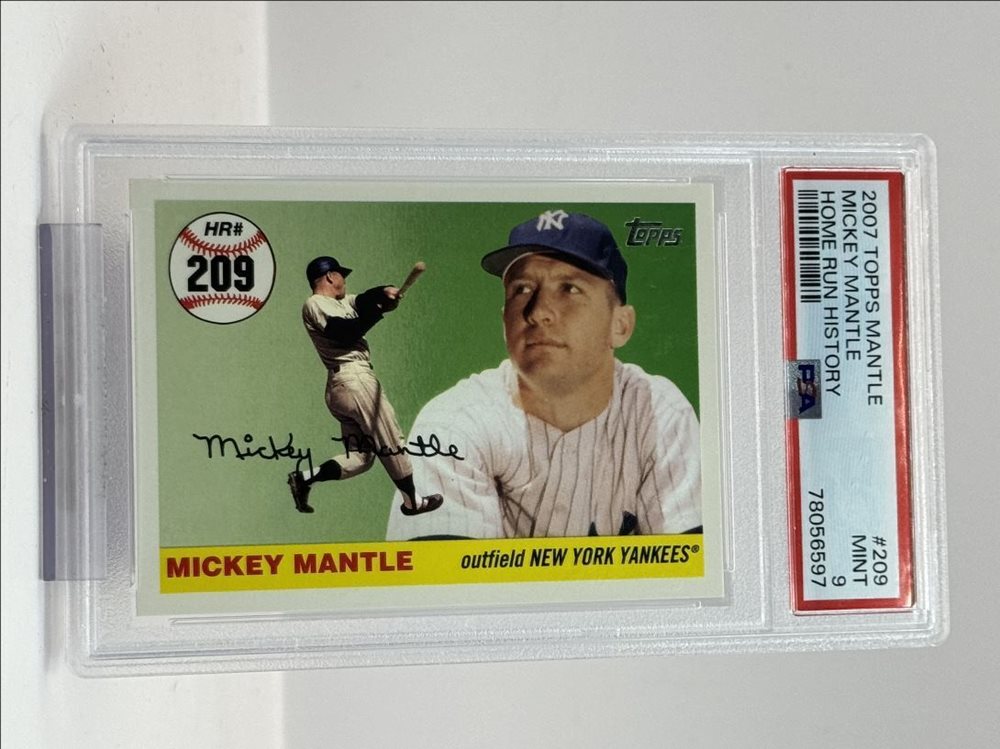 HR#
209
NY
Topps
Mickey Mantle
MICKEY MANTLE
outfield NEW YORK YANKEES®
2007 TOPPS MANTLE
MICKEY MANTLE
HOME RUN HISTORY
#209
MINT
9
78056597
PSA